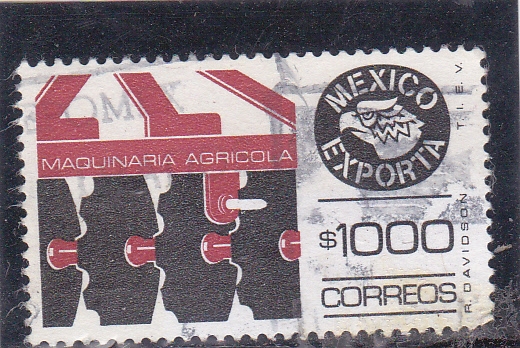 MAQUINARIA AGRICOLA
MEXICO
EXPORTA
$1000
CORREOS
R. DAVIDSON T. I. E. V.